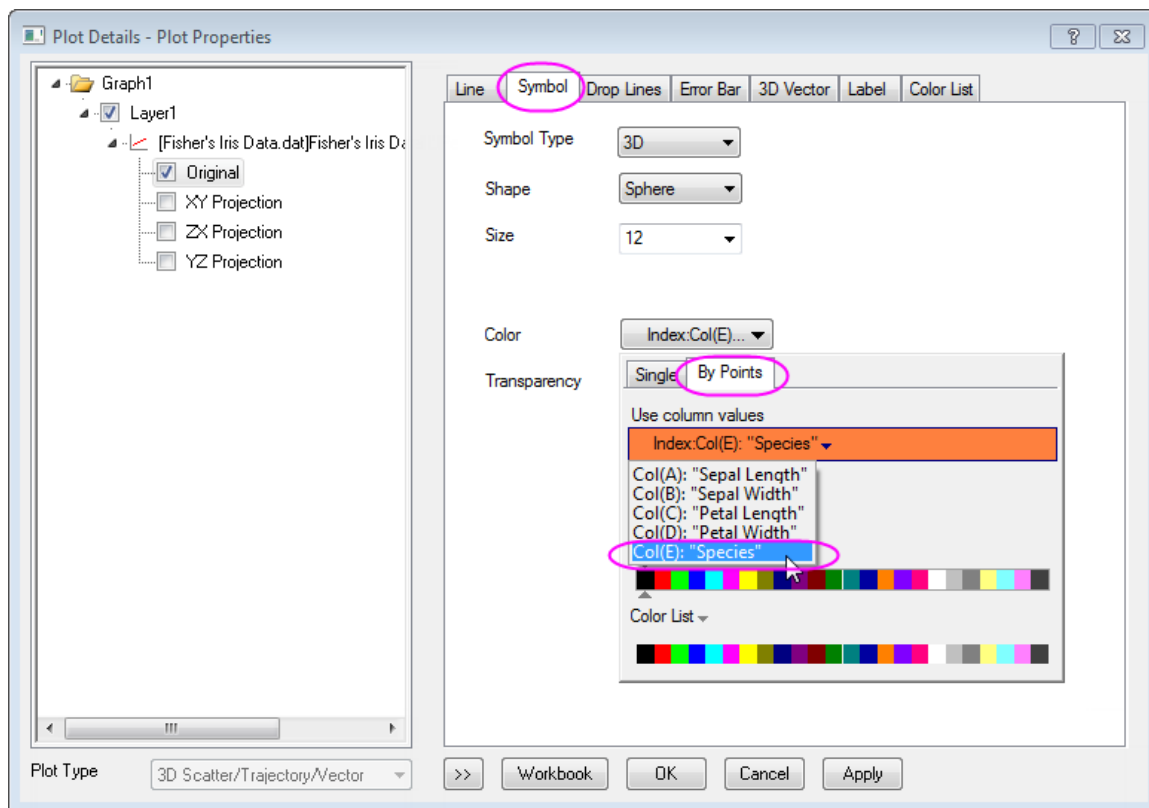 Plot Details - Plot Properties
Graph1
Layer1
[Fisher's Iris Data.dat]Fisher's Iris Da
Original
XY Projection
ZX Projection
YZ Projection
Line Symbol Drop Lines Error Bar 3D Vector Label Color List
Symbol Type 3D
Shape Sphere
Size 12
Color Index:Col(E)...
Transparency
Single By Points
Use column values
Index:Col(E): "Species"
Col(A): "Sepal Length"
Col(B): "Sepal Width"
Col(C): "Petal Length"
Col(D): "Petal Width"
Col(E): "Species"
Color List
Plot Type 3D Scatter/Trajectory/Vector >> Workbook OK Cancel Apply